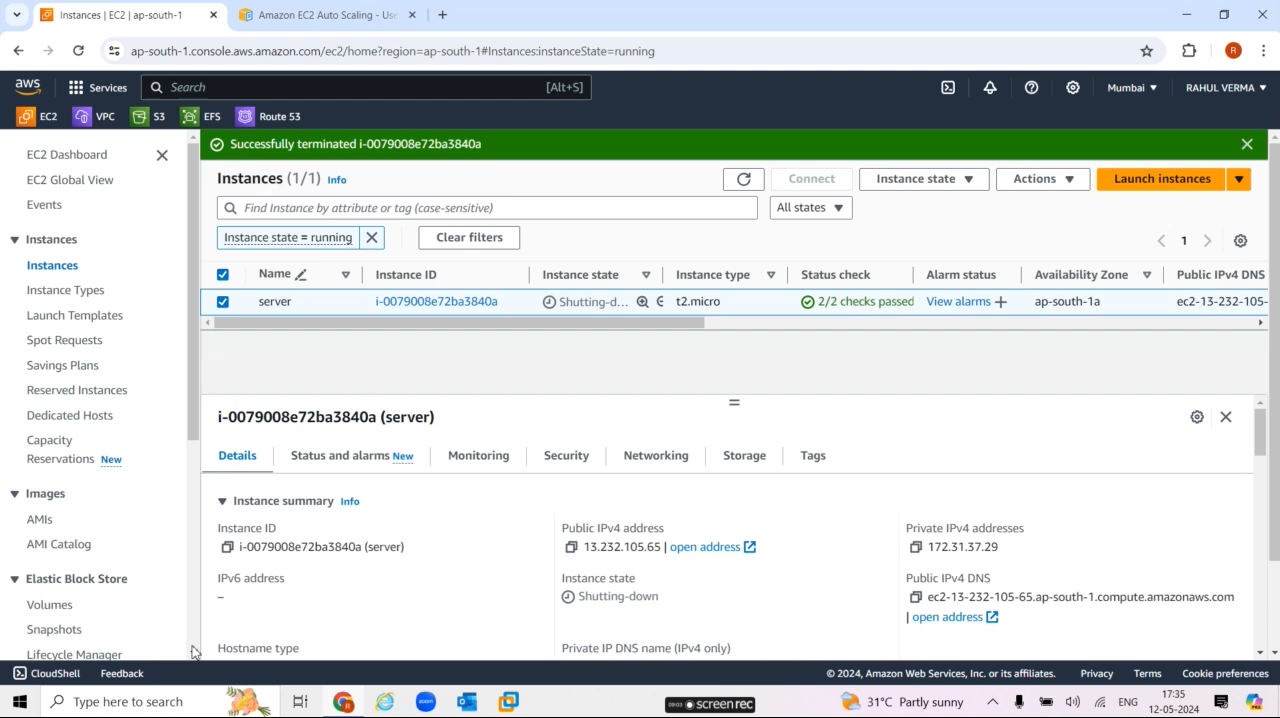 Instances | EC2 | ap-south-1
Amazon EC2 Auto Scaling - Use
ap-south-1.console.aws.amazon.com/ec2/home?region=ap-south-1#Instances:instanceState=running
R
aws
Services
Search
[Alt+S]
Mumbai
RAHUL VERMA
EC2
VPC
S3
EFS
Route 53
EC2 Dashboard
EC2 Global View
Events
Instances
Instances
Instance Types
Launch Templates
Spot Requests
Savings Plans
Reserved Instances
Dedicated Hosts
Capacity
Reservations New
Images
AMIs
AMI Catalog
Elastic Block Store
Volumes
Snapshots
Lifecycle Manager
Successfully terminated i-0079008e72ba3840a
Instances (1/1) Info
Connect
Instance state
Actions
Launch instances
Find Instance by attribute or tag (case-sensitive)
All states
Instance state = running
Clear filters
1
Name
Instance ID
Instance state
Instance type
Status check
Alarm status
Availability Zone
Public IPv4 DNS
server
i-0079008e72ba3840a
Shutting-d...
t2.micro
2/2 checks passed
View alarms
ap-south-1a
ec2-13-232-105-
i-0079008e72ba3840a (server)
Details
Status and alarms New
Monitoring
Security
Networking
Storage
Tags
Instance summary Info
Instance ID
i-0079008e72ba3840a (server)
Public IPv4 address
13.232.105.65 | open address
Private IPv4 addresses
172.31.37.29
IPv6 address
–
Instance state
Shutting-down
Public IPv4 DNS
ec2-13-232-105-65.ap-south-1.compute.amazonaws.com
| open address
Hostname type
Private IP DNS name (IPv4 only)
CloudShell
Feedback
© 2024, Amazon Web Services, Inc. or its affiliates.
Privacy
Terms
Cookie preferences
Type here to search
zoom
09:03
screen rec
31°C Partly sunny
ENG
17:35
12-05-2024